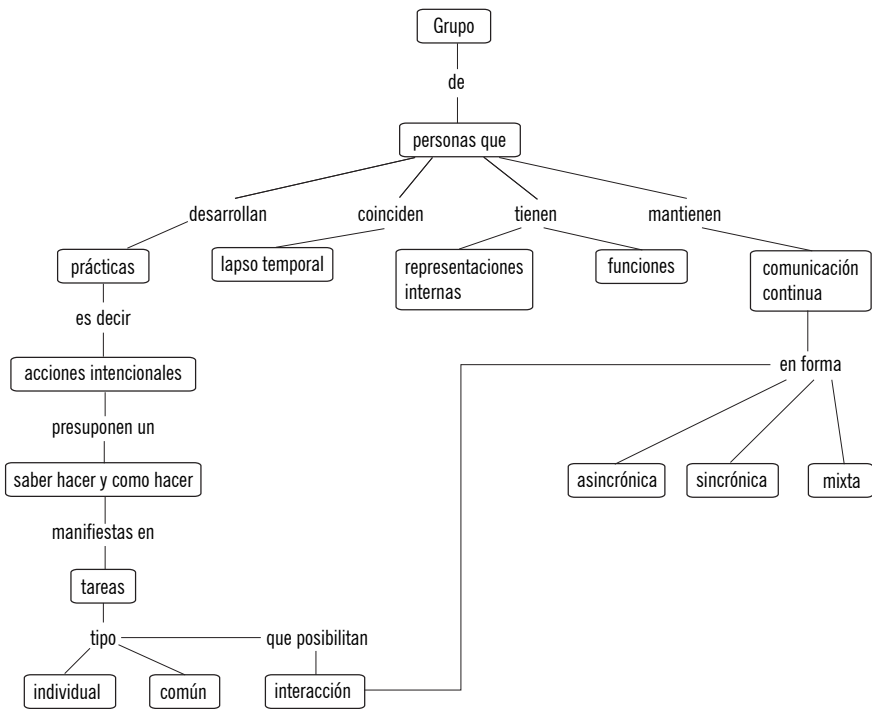 Grupo
de
personas que
desarrollan
coinciden
tienen
mantienen
prácticas
lapso temporal
representaciones
internas
funciones
comunicación
continua
es decir
en forma
acciones intencionales
presuponen un
saber hacer y como hacer
asincrónica
sincrónica
mixta
manifiestas en
tareas
tipo
que posibilitan
individual
común
interacción